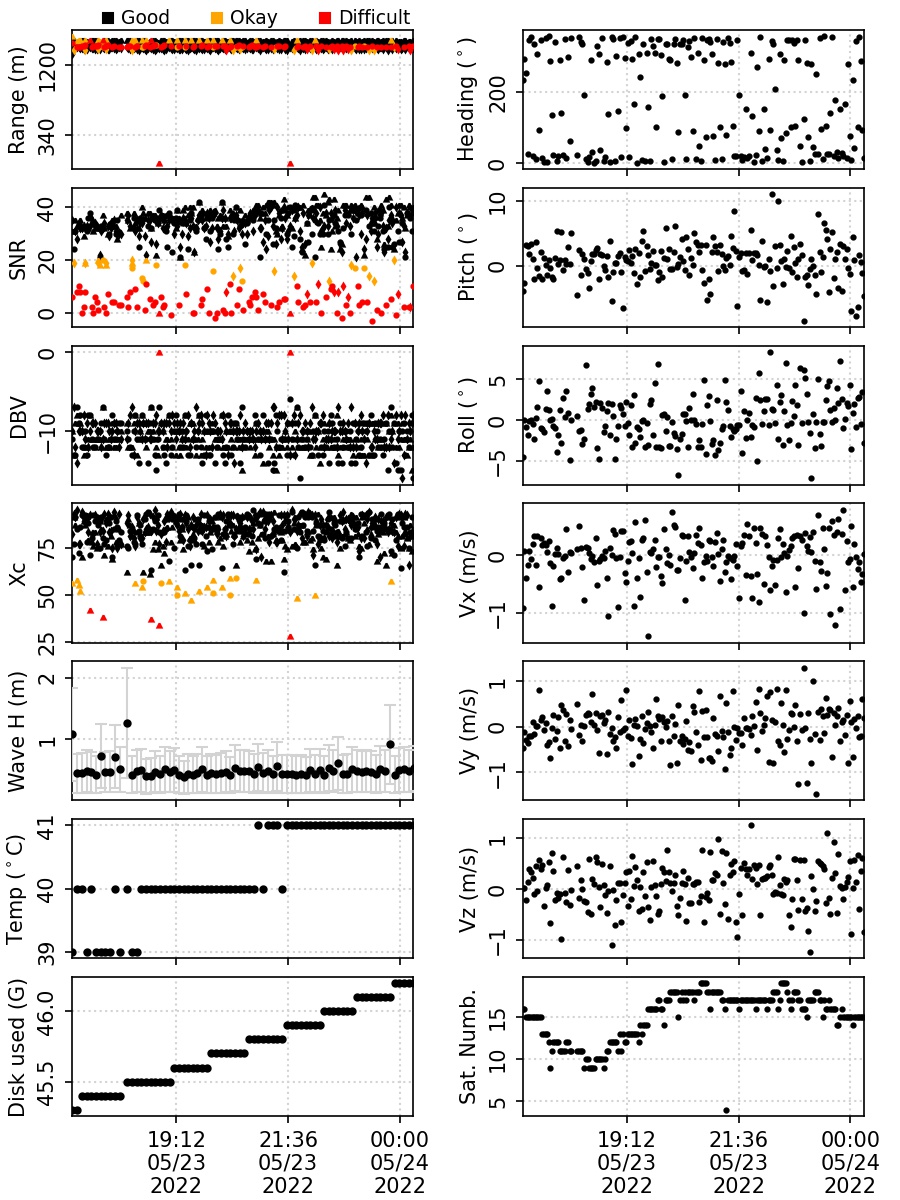 Good Okay Difficult
Range (m)
1200
340
Heading (°)
200
0
SNR
40
20
0
Pitch (°)
10
0
DBV
0
−10
Roll (°)
5
0
−5
Xc
75
50
25
Vx (m/s)
0
−1
Wave H (m)
2
1
Vy (m/s)
1
0
−1
Temp (°C)
41
40
39
Vz (m/s)
1
0
−1
Disk used (G)
46.0
45.5
Sat. Numb.
15
10
5
19:12 21:36 00:00
05/23 05/23 05/24
2022 2022 2022
19:12 21:36 00:00
05/23 05/23 05/24
2022 2022 2022